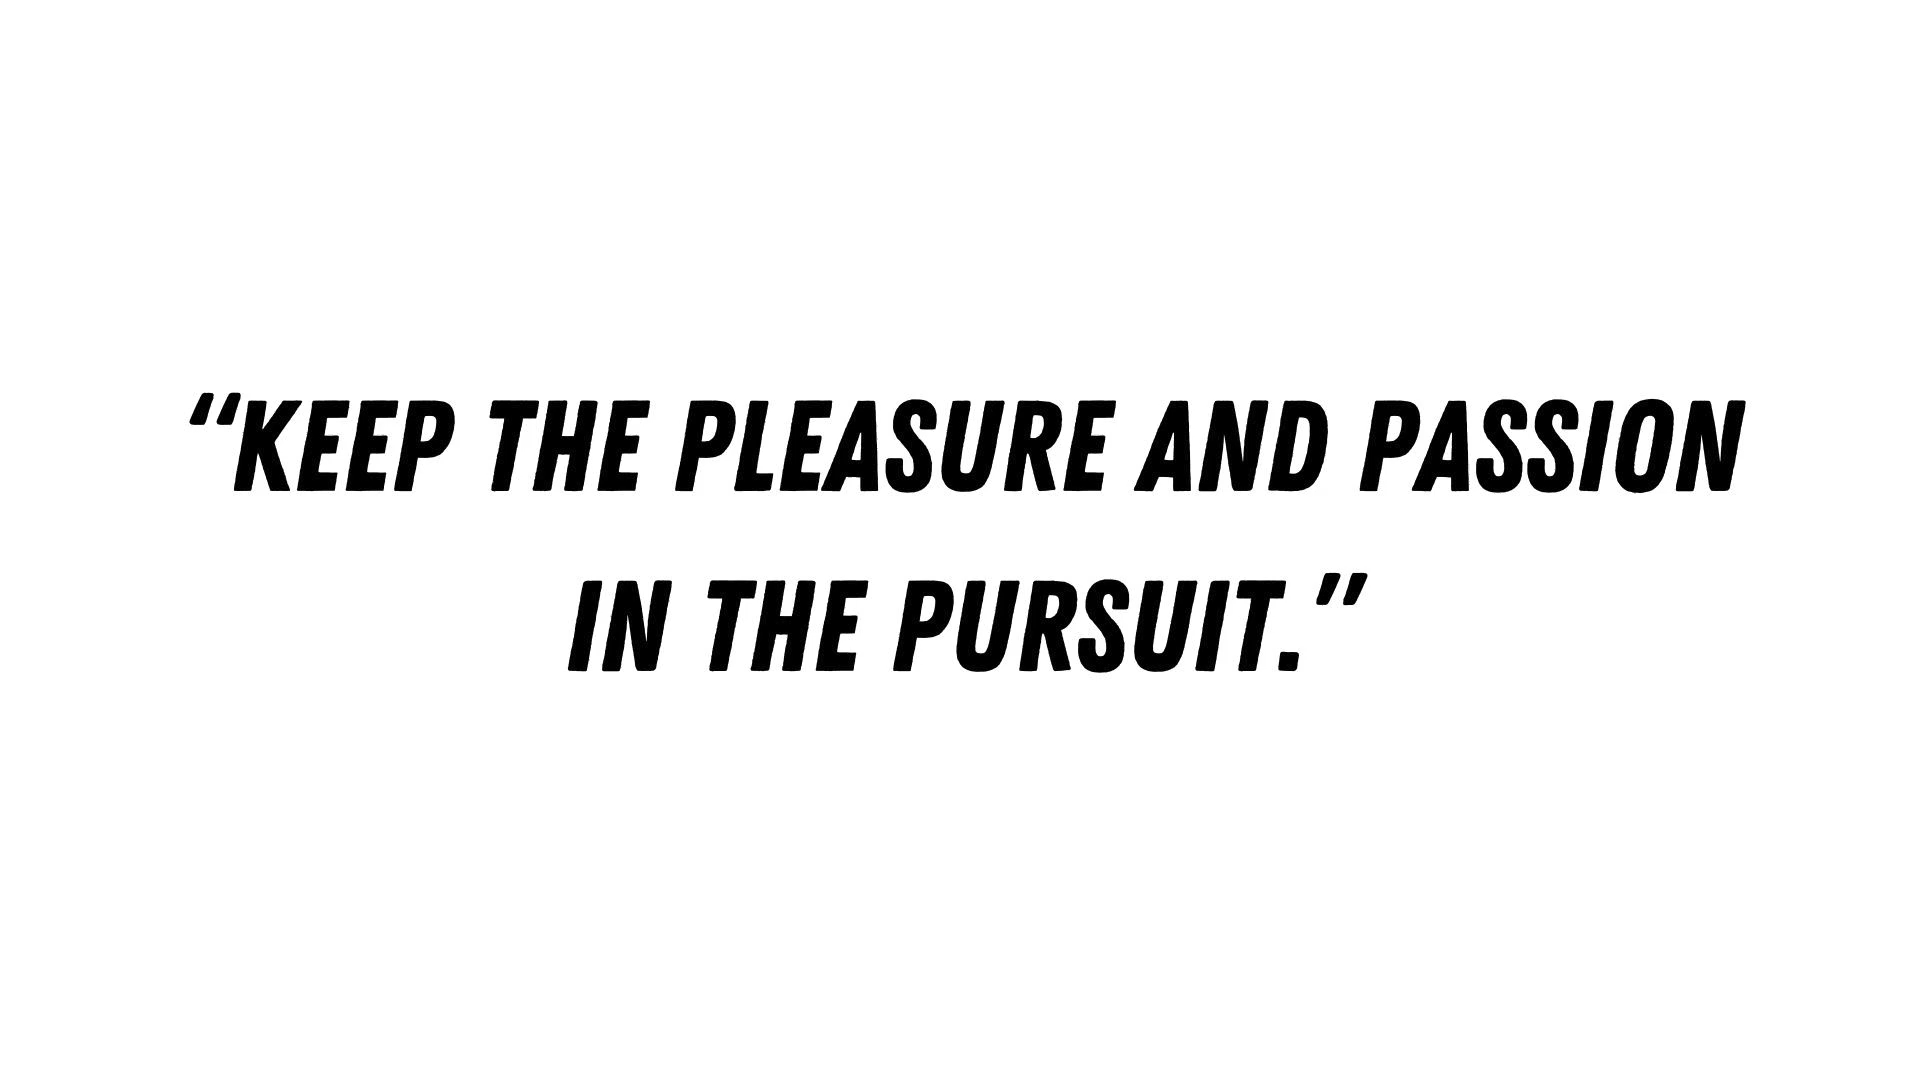 “KEEP THE PLEASURE AND PASSION
IN THE PURSUIT.”